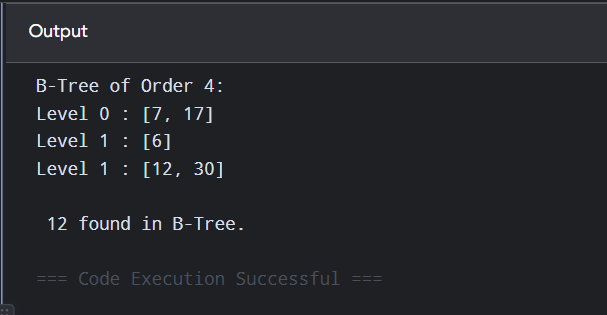 Output
B-Tree of Order 4:
Level 0 : [7, 17]
Level 1 : [6]
Level 1 : [12, 30]
12 found in B-Tree.
=== Code Execution Successful ===